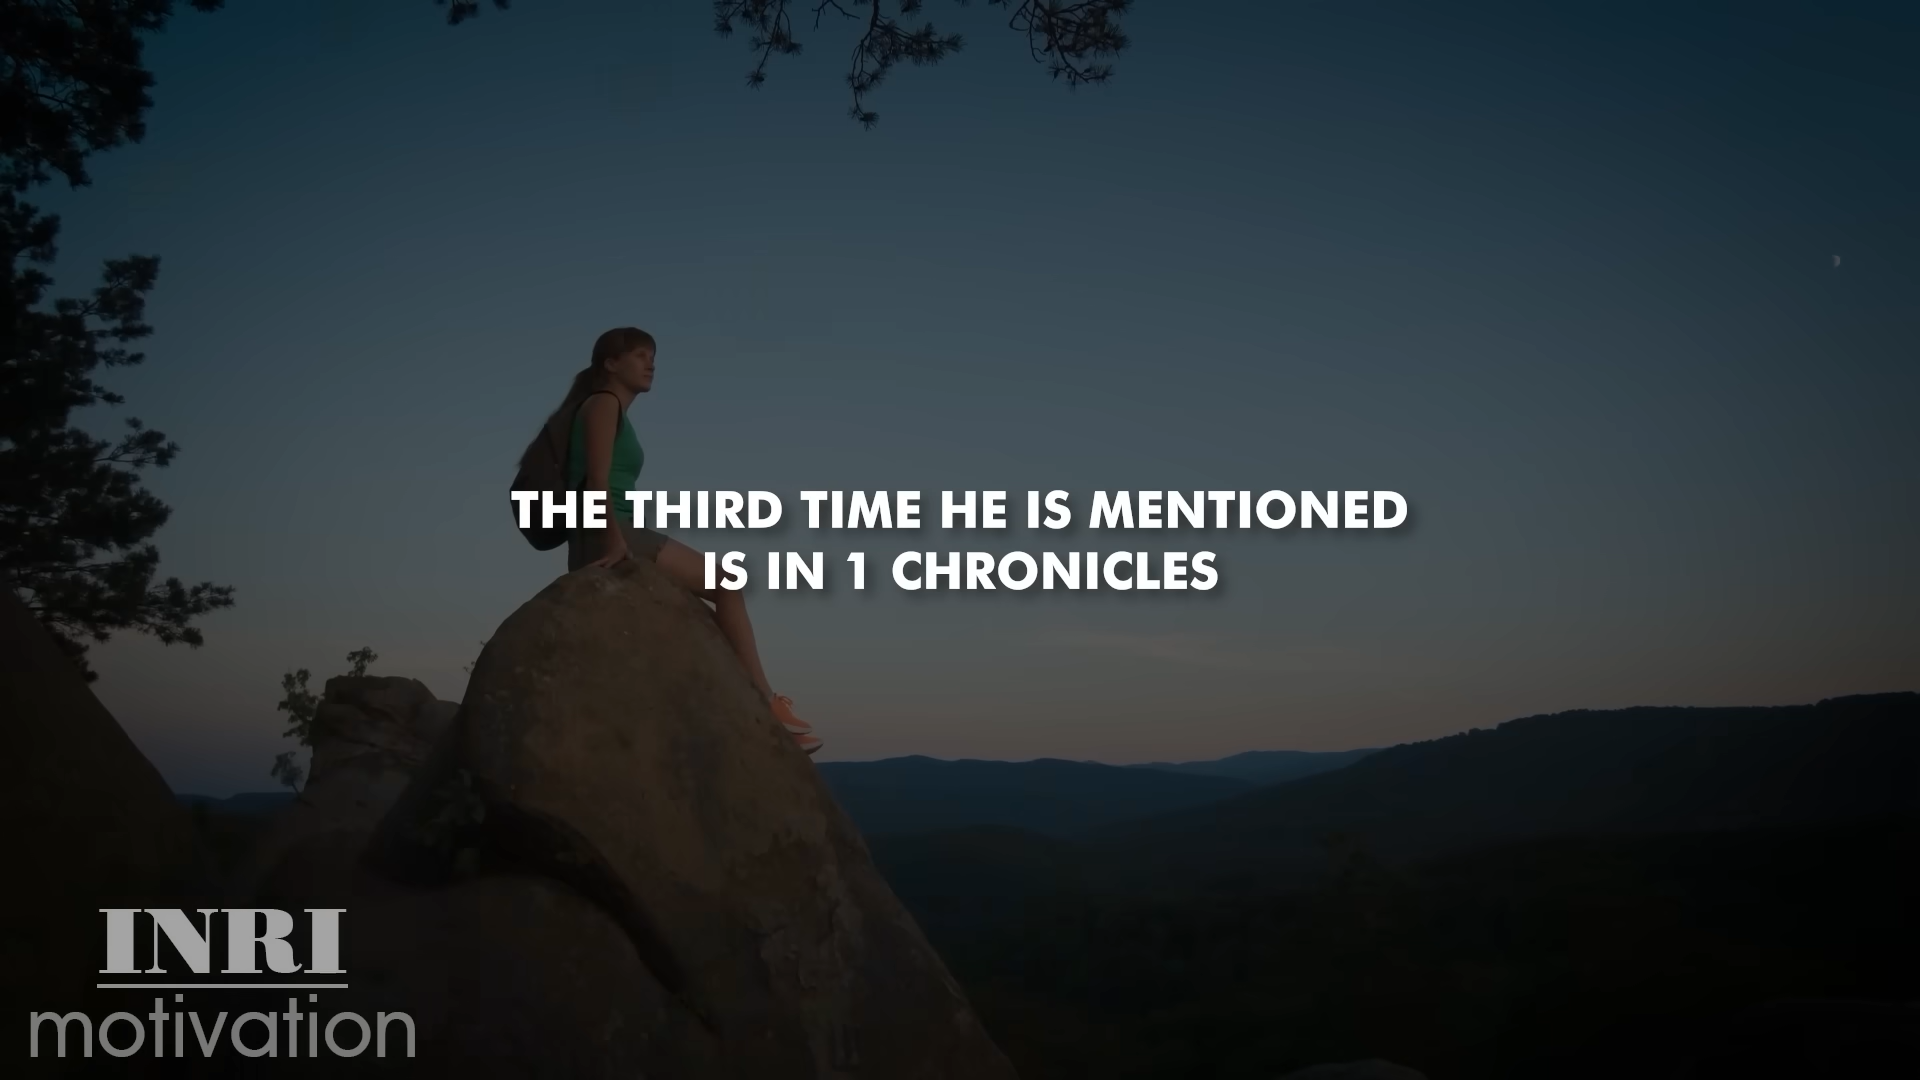 THE THIRD TIME HE IS MENTIONED
IS IN 1 CHRONICLES
INRI
motivation